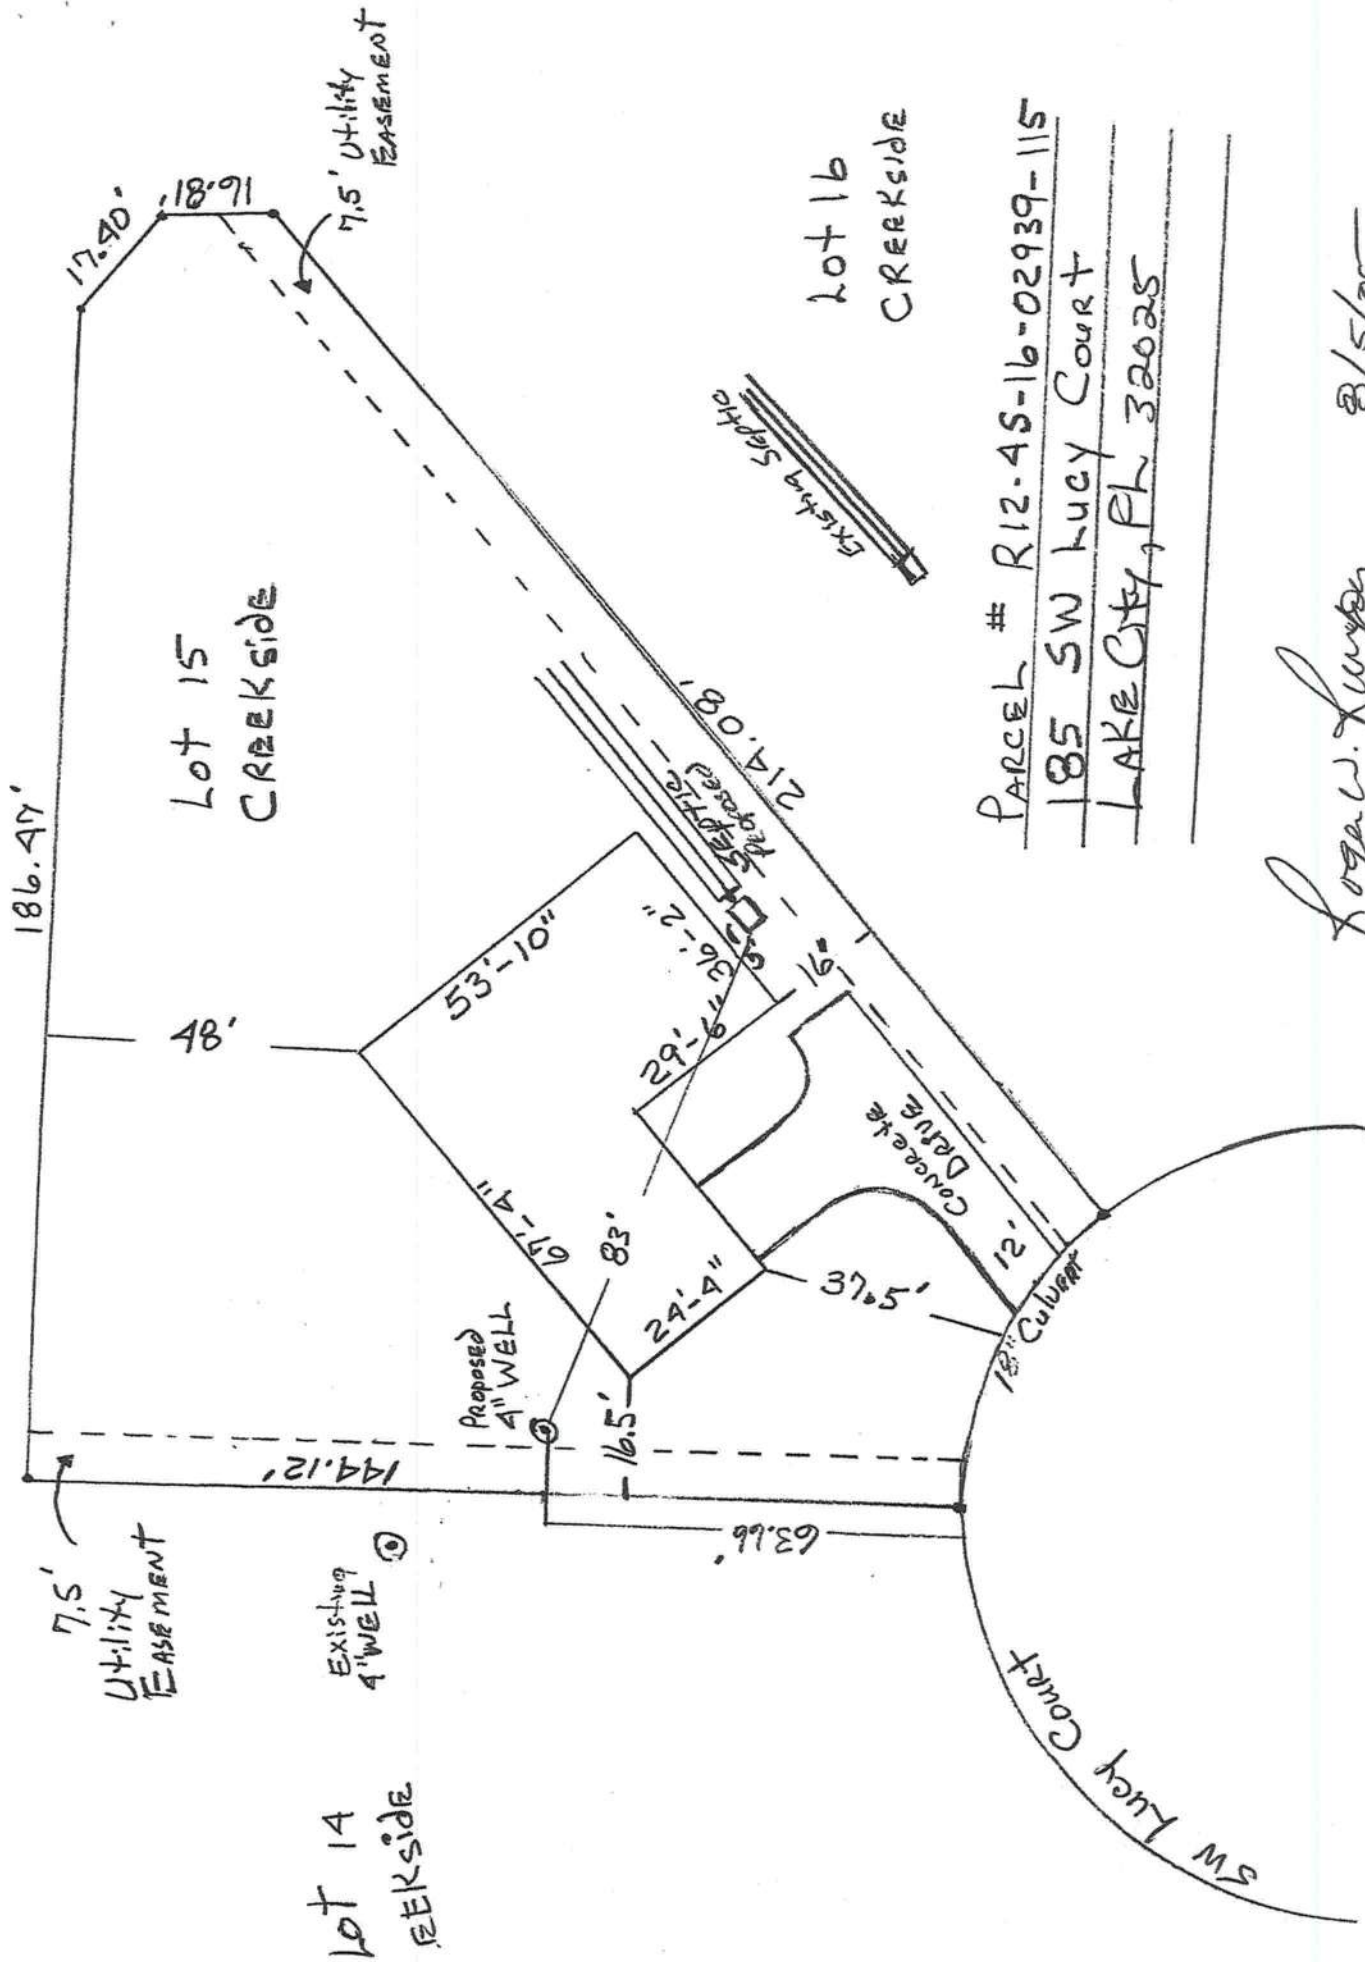 7.5'
Utility
EASEMENT
186.47'
17.40'
16.81'
7.5' Utility
EASEMENT
Lot 15
CREEKSIDE
48'
53'-10"
36'-2"
29'-6"
67'-4"
24'-4"
83'
SEPTIC
Proposed
214.08'
Proposed
4" WELL
144.12'
16.5'
63.66'
Existing
4" WELL
Lot 14
EEKSIDE
37.5'
CONCRETE
DRIVE
12'
18" Culvert
SW Lucy Court
Existing Septic
Lot 16
CREEKSIDE
PARCEL # R12-4S-16-02939-115
185 SW Lucy Court
LAKE City, FL 32025
Roger W.